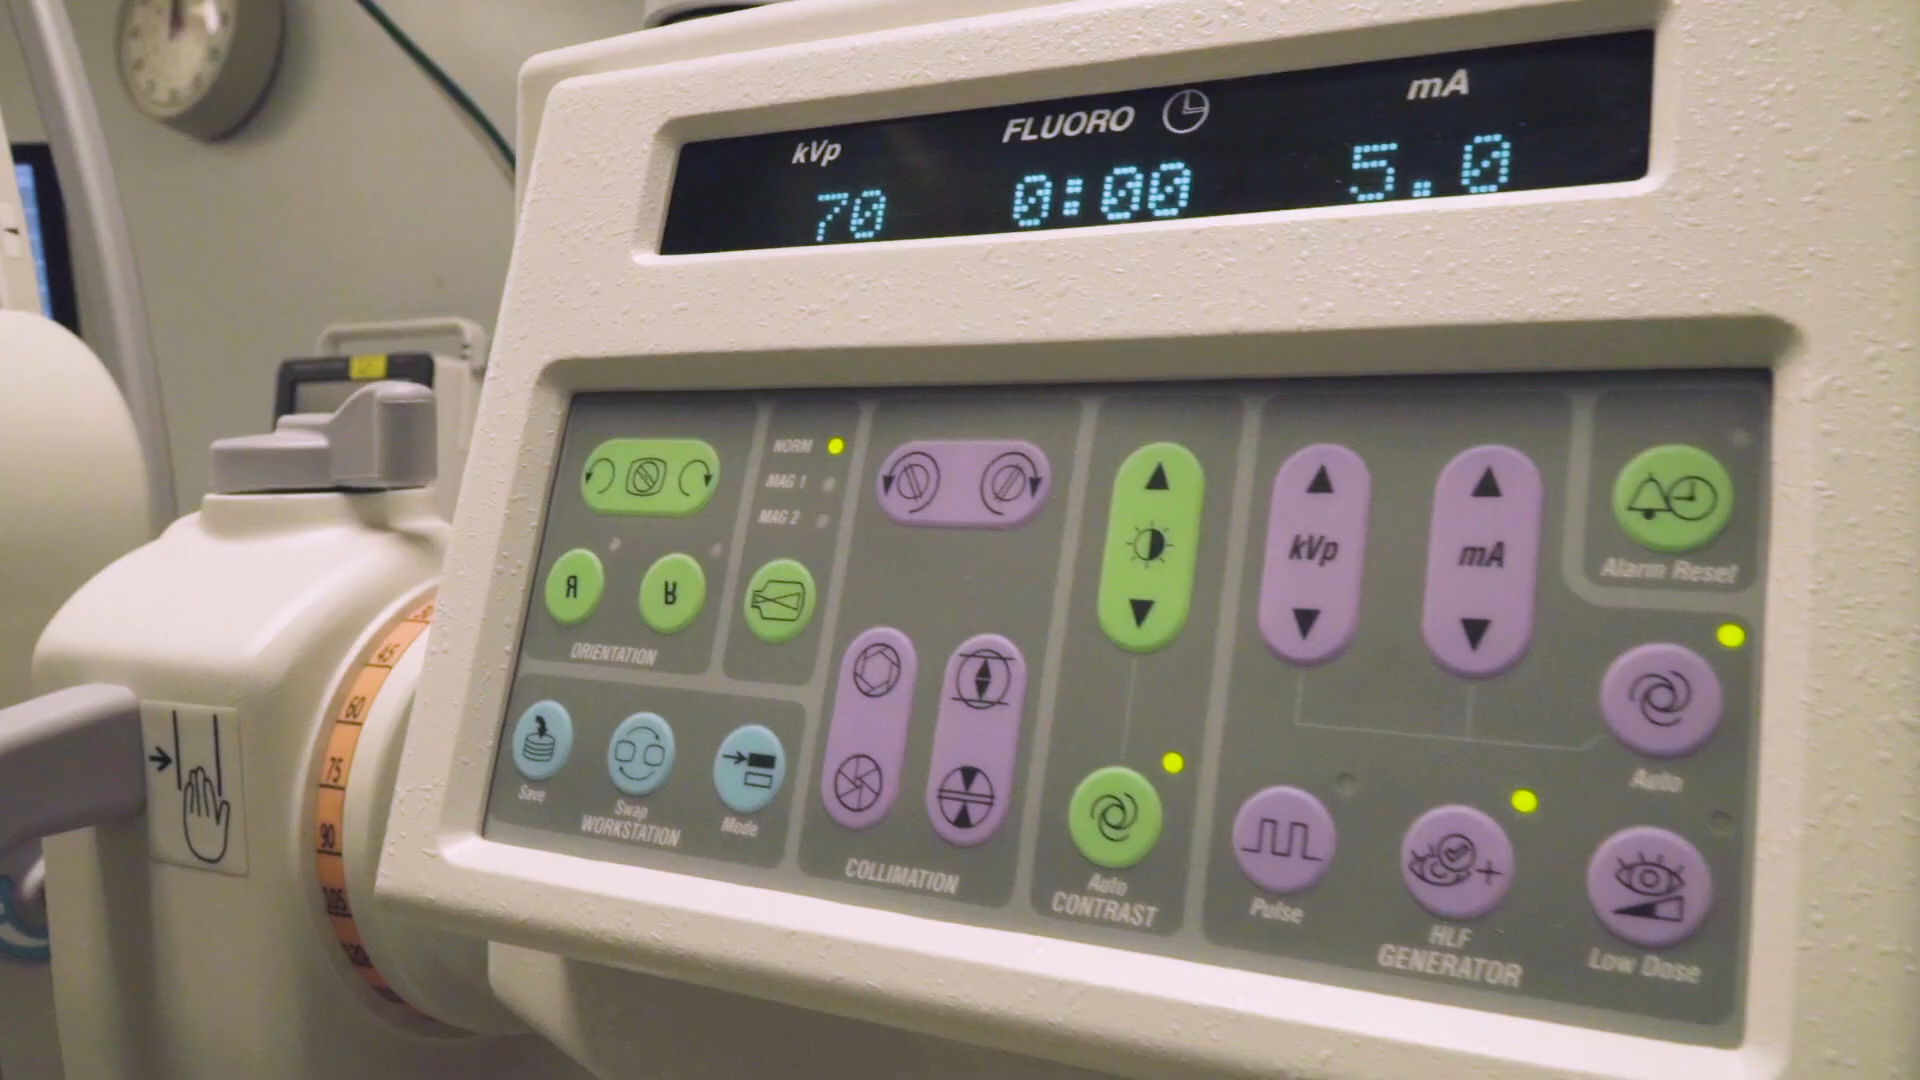 kVp FLUORO mA
70 0:00 5.0
NORM
MAG 1
MAG 2
kVp
mA
Alarm Reset
R
R
ORIENTATION
Save
Swap
Mode
WORKSTATION
COLLIMATION
Auto
CONTRAST
Auto
Pulse
HLF
GENERATOR
Low Dose
45
60
75
90
105
120